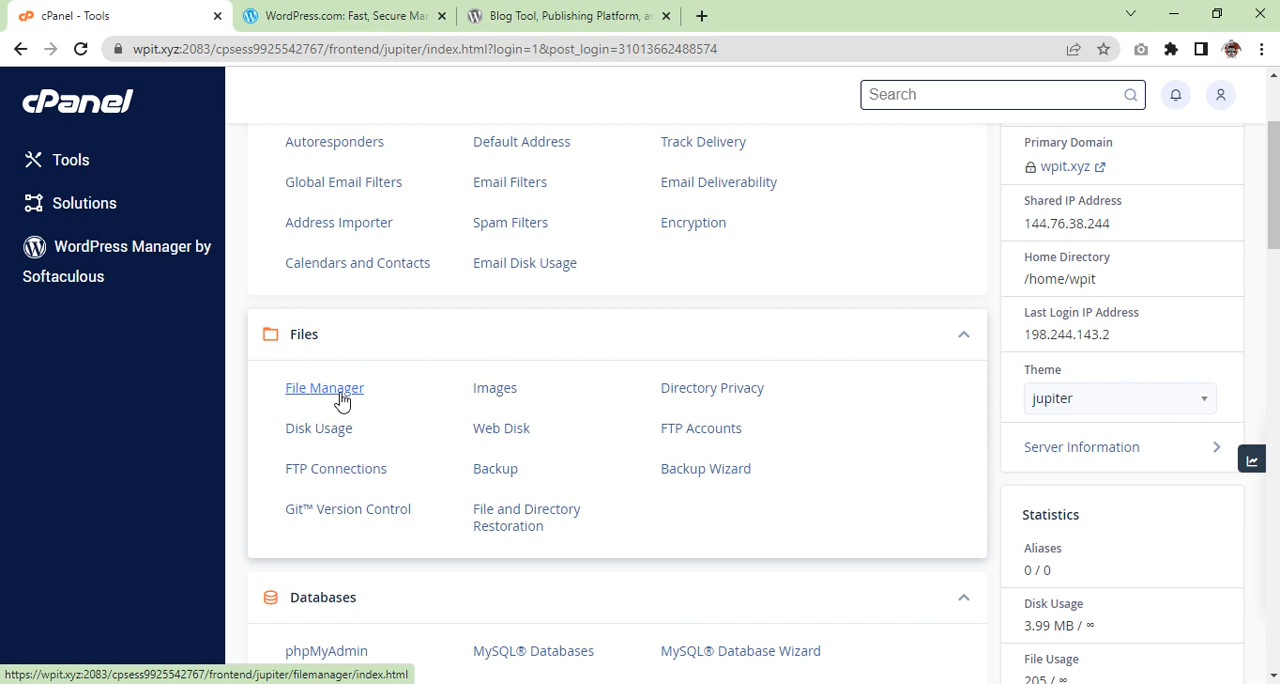 cPanel - Tools
WordPress.com: Fast, Secure Mar
Blog Tool, Publishing Platform, a
wpit.xyz:2083/cpsess9925542767/frontend/jupiter/index.html?login=1&post_login=31013662488574
cPanel
Search
Tools
Solutions
WordPress Manager by
Softaculous
Autoresponders
Default Address
Track Delivery
Global Email Filters
Email Filters
Email Deliverability
Address Importer
Spam Filters
Encryption
Calendars and Contacts
Email Disk Usage
Files
File Manager
Images
Directory Privacy
Disk Usage
Web Disk
FTP Accounts
FTP Connections
Backup
Backup Wizard
Git™ Version Control
File and Directory
Restoration
Databases
phpMyAdmin
MySQL® Databases
MySQL® Database Wizard
Primary Domain
wpit.xyz
Shared IP Address
144.76.38.244
Home Directory
/home/wpit
Last Login IP Address
198.244.143.2
Theme
jupiter
Server Information
Statistics
Aliases
0 / 0
Disk Usage
3.99 MB / ∞
File Usage
205 / ∞
https://wpit.xyz:2083/cpsess9925542767/frontend/jupiter/filemanager/index.html